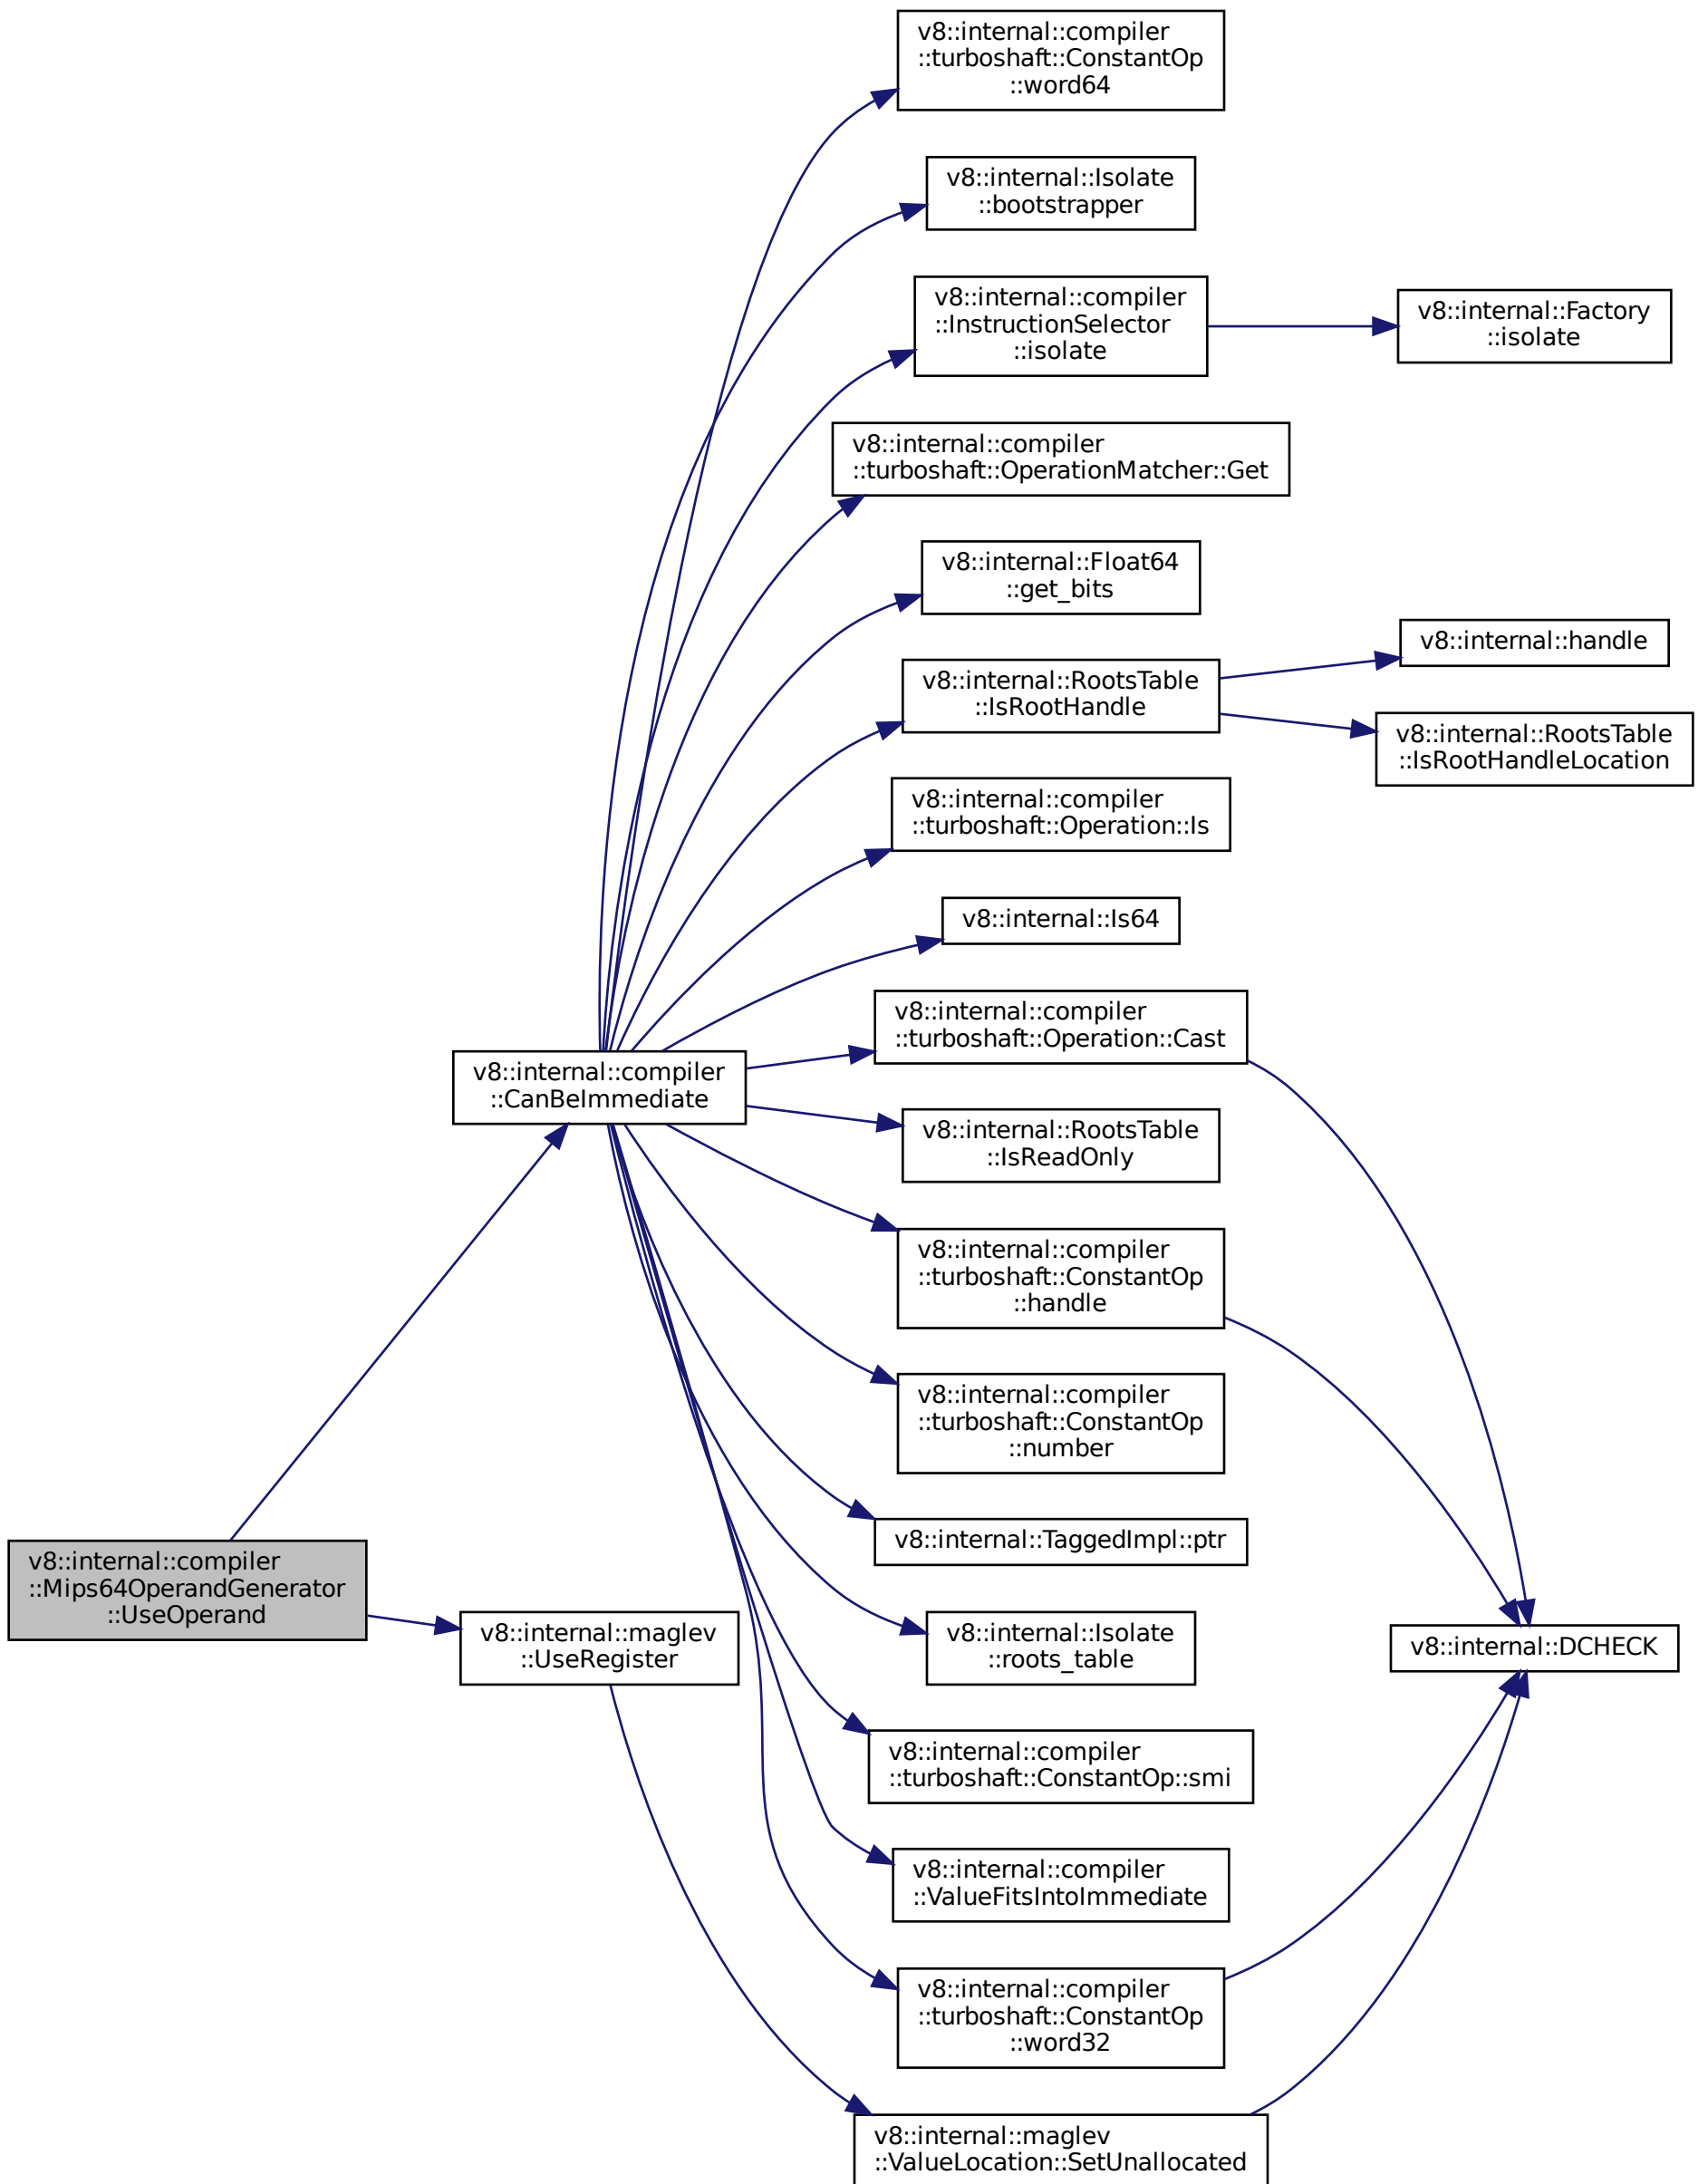 v8::internal::compiler
::turboshaft::ConstantOp
::word64
v8::internal::Isolate
::bootstrapper
v8::internal::compiler
::InstructionSelector
::isolate
v8::internal::Factory
::isolate
v8::internal::compiler
::turboshaft::OperationMatcher::Get
v8::internal::Float64
::get_bits
v8::internal::RootsTable
::IsRootHandle
v8::internal::handle
v8::internal::RootsTable
::IsRootHandleLocation
v8::internal::compiler
::turboshaft::Operation::Is
v8::internal::Is64
v8::internal::compiler
::turboshaft::Operation::Cast
v8::internal::compiler
::CanBeImmediate
v8::internal::RootsTable
::IsReadOnly
v8::internal::compiler
::turboshaft::ConstantOp
::handle
v8::internal::compiler
::turboshaft::ConstantOp
::number
v8::internal::TaggedImpl::ptr
v8::internal::compiler
::Mips64OperandGenerator
::UseOperand
v8::internal::maglev
::UseRegister
v8::internal::Isolate
::roots_table
v8::internal::DCHECK
v8::internal::compiler
::turboshaft::ConstantOp::smi
v8::internal::compiler
::ValueFitsIntoImmediate
v8::internal::compiler
::turboshaft::ConstantOp
::word32
v8::internal::maglev
::ValueLocation::SetUnallocated